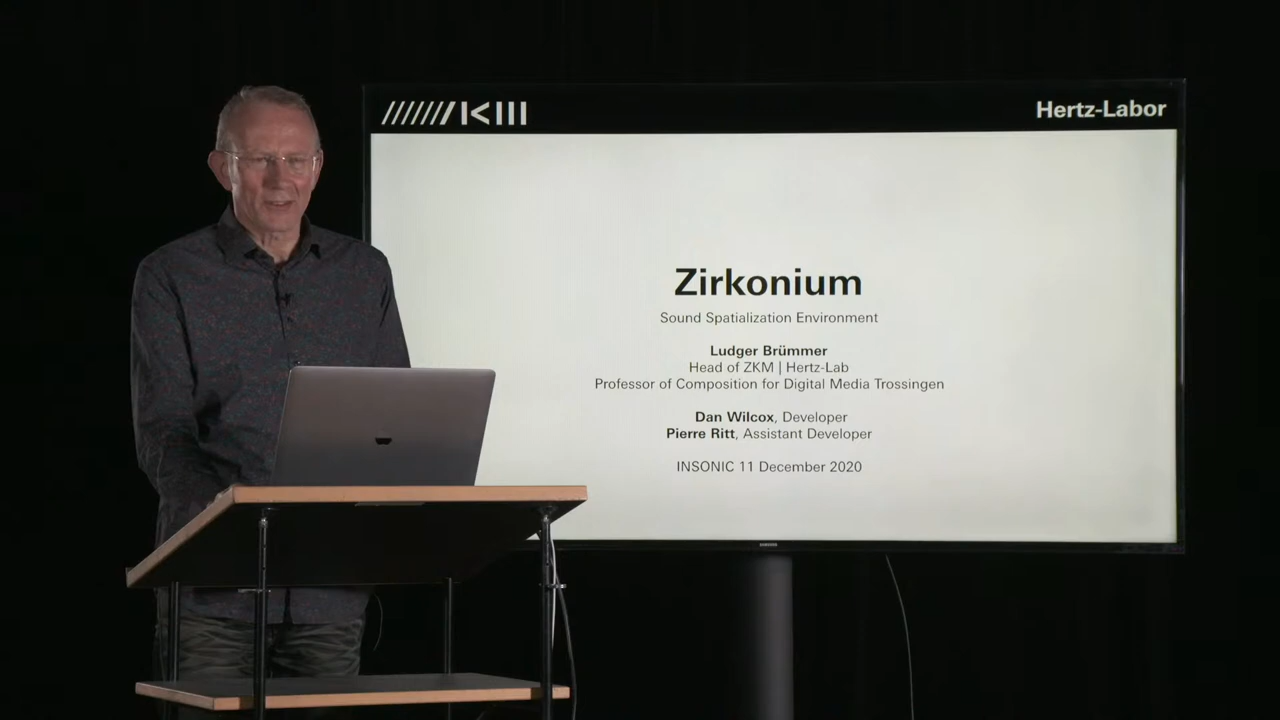 Hertz-Labor
Zirkonium
Sound Spatialization Environment
Ludger Brümmer
Head of ZKM | Hertz-Lab
Professor of Composition for Digital Media Trossingen
Dan Wilcox, Developer
Pierre Ritt, Assistant Developer
INSONIC 11 December 2020
SAMSUNG